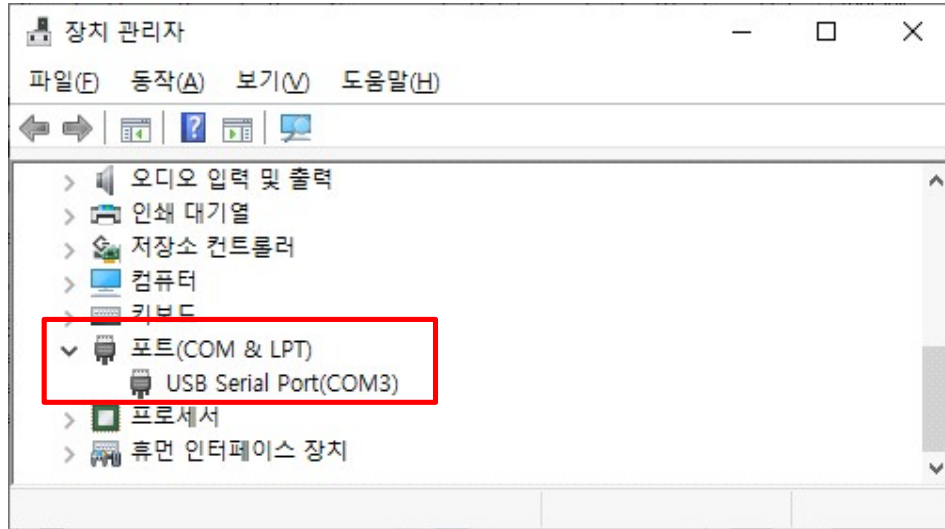 장치 관리자
파일(F) 동작(A) 보기(V) 도움말(H)
오디오 입력 및 출력
인쇄 대기열
저장소 컨트롤러
컴퓨터
키보드
포트(COM & LPT)
USB Serial Port(COM3)
프로세서
휴먼 인터페이스 장치